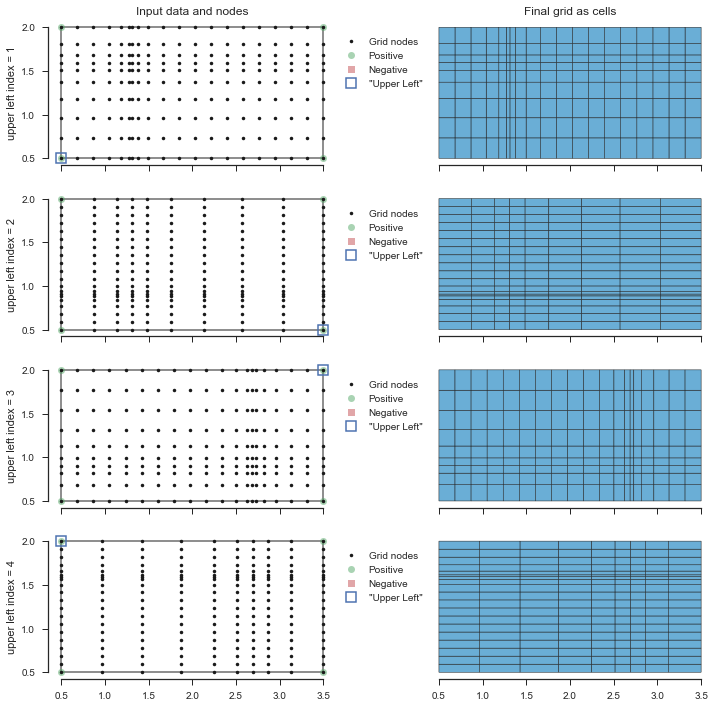 Input data and nodes
Final grid as cells
upper left index = 1
2.0
1.5
1.0
0.5
Grid nodes
Positive
Negative
"Upper Left"
upper left index = 2
2.0
1.5
1.0
0.5
Grid nodes
Positive
Negative
"Upper Left"
upper left index = 3
2.0
1.5
1.0
0.5
Grid nodes
Positive
Negative
"Upper Left"
upper left index = 4
2.0
1.5
1.0
0.5
Grid nodes
Positive
Negative
"Upper Left"
0.5 1.0 1.5 2.0 2.5 3.0 3.5
0.5 1.0 1.5 2.0 2.5 3.0 3.5